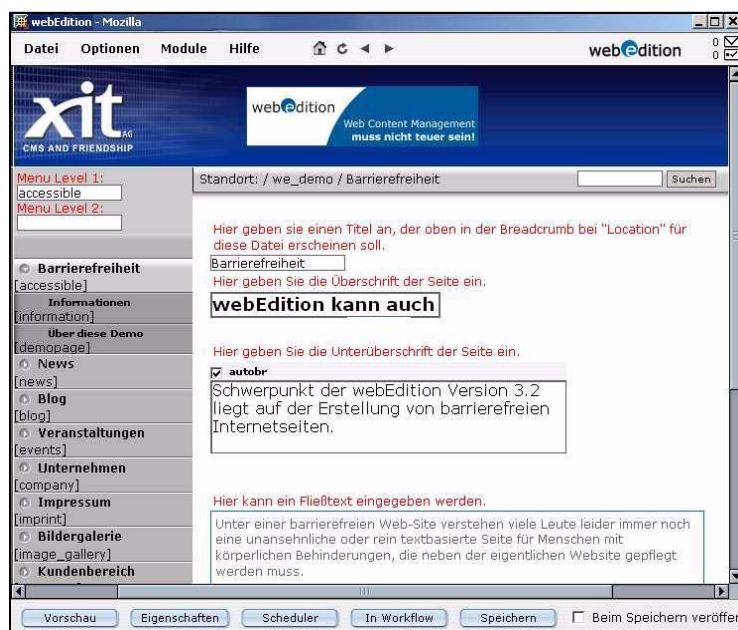 webEdition - Mozilla
Datei Optionen Module Hilfe
webedition
0
0
xit AG
CMS AND FRIENDSHIP
webedition
Web Content Management
muss nicht teuer sein!
Menu Level 1:
accessible
Menu Level 2:
Standort: / we_demo / Barrierefreiheit
Suchen
Hier geben sie einen Titel an, der oben in der Breadcrumb bei "Location" für
diese Datei erscheinen soll.
Barrierefreiheit
Hier geben Sie die Überschrift der Seite ein.
webEdition kann auch
Hier geben Sie die Unterüberschrift der Seite ein.
autobr
Schwerpunkt der webEdition Version 3.2
liegt auf der Erstellung von barrierefreien
Internetseiten.
Hier kann ein Fließtext eingegeben werden.
Unter einer barrierefreien Web-Site verstehen viele Leute leider immer noch
eine unansehnliche oder rein textbasierte Seite für Menschen mit
körperlichen Behinderungen, die neben der eigentlichen Website gepflegt
werden muss.
Barrierefreiheit
[accessible]
Informationen
[information]
Über diese Demo
[demopage]
News
[news]
Blog
[blog]
Veranstaltungen
[events]
Unternehmen
[company]
Impressum
[imprint]
Bildergalerie
[image_gallery]
Kundenbereich
Vorschau Eigenschaften Scheduler In Workflow Speichern Beim Speichern veröffer